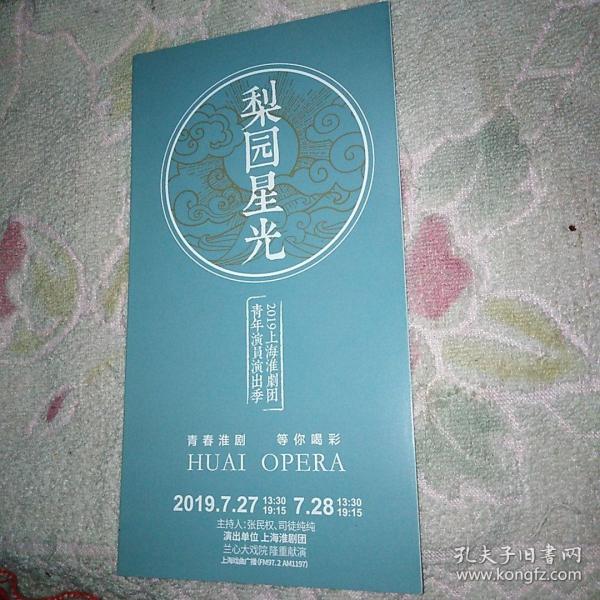 梨园星光
2019上海淮劇団
青年演員演出季
青春淮剧 等你喝彩
HUAI OPERA
2019.7.27 13:30 19:15 7.28 13:30 19:15
主持人:张民权、司徒纯纯
演出单位 上海淮剧团
兰心大戏院 隆重献演
上海戏曲广播(FM97.2 AM1197)
孔夫子旧书网
www.kongfz.com